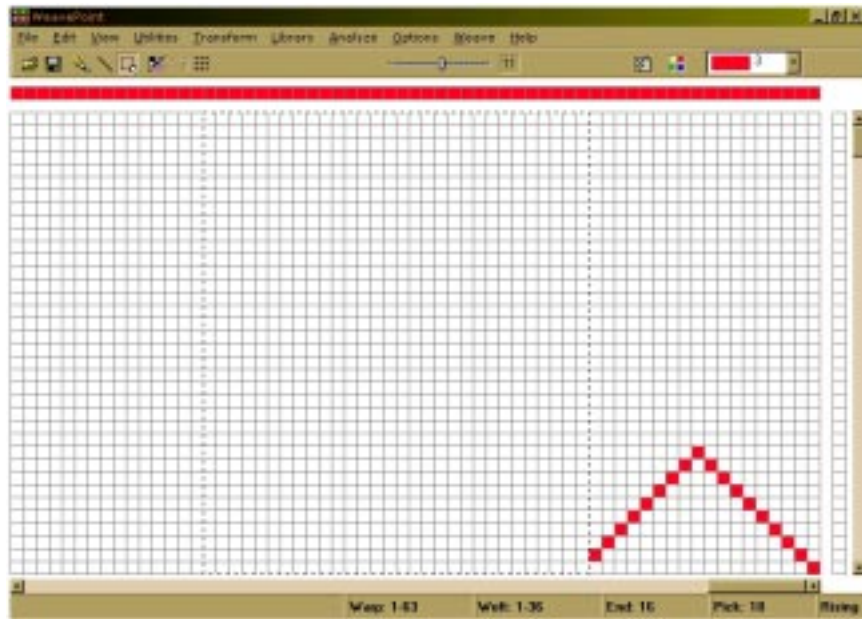 WeavePoint
File Edit View Utilities Transform Library Analyze Options Weave Help
3
Warp: 1-63 Weft: 1-36 End: 16 Pick: 18 Rising